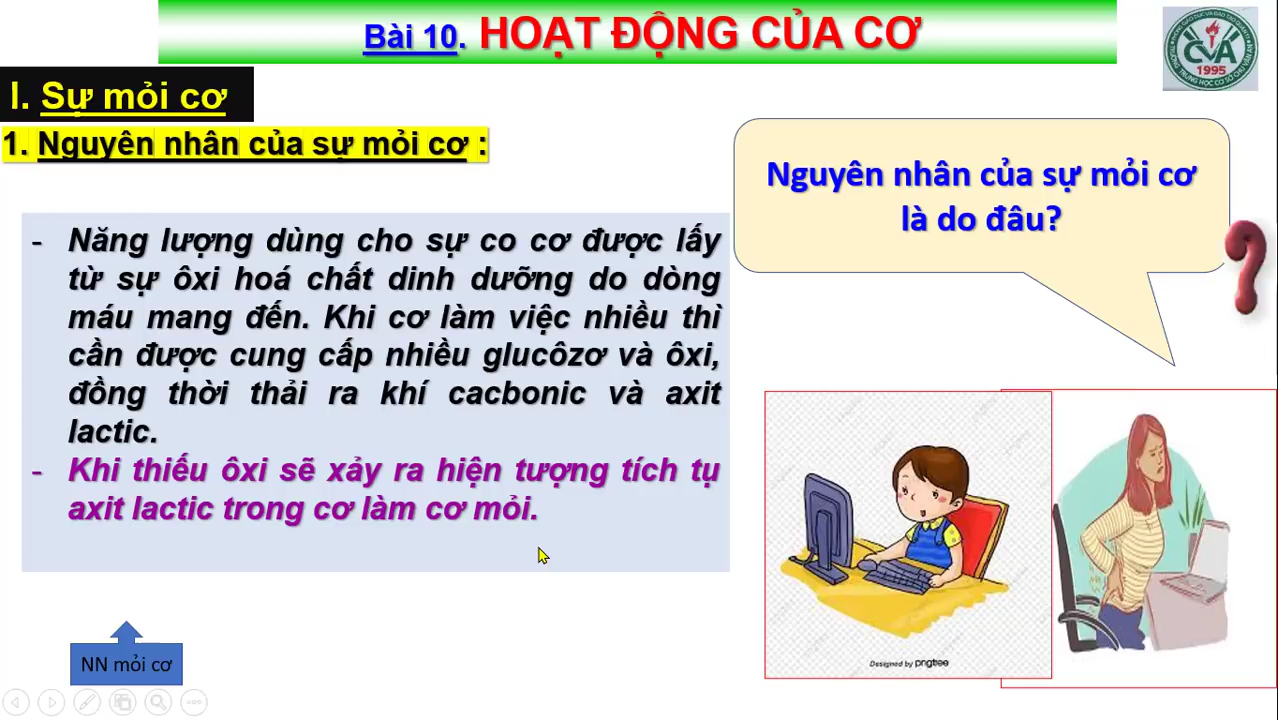 Bài 10. HOẠT ĐỘNG CỦA CƠ
CVA
1995
I. Sự mỏi cơ
1. Nguyên nhân của sự mỏi cơ :
Nguyên nhân của sự mỏi cơ
là do đâu?
- Năng lượng dùng cho sự co cơ được lấy
từ sự ôxi hoá chất dinh dưỡng do dòng
máu mang đến. Khi cơ làm việc nhiều thì
cần được cung cấp nhiều glucôzơ và ôxi,
đồng thời thải ra khí cacbonic và axit
lactic.
- Khi thiếu ôxi sẽ xảy ra hiện tượng tích tụ
axit lactic trong cơ làm cơ mỏi.
NN mỏi cơ
Designed by pngtree